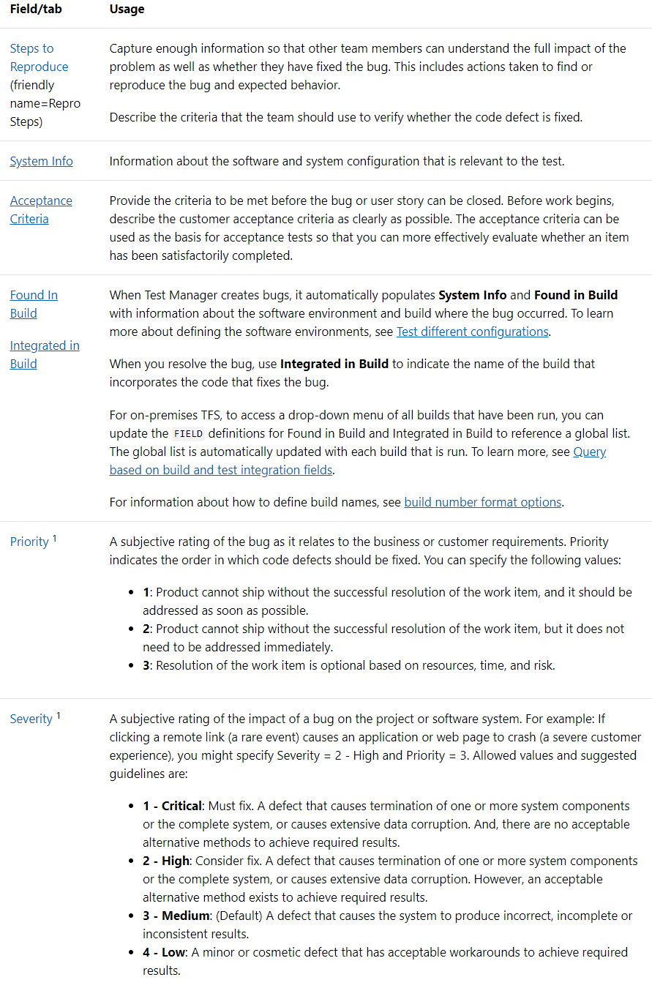 Field/tab Usage
Steps to
Reproduce
(friendly
name=Repro
Steps)
Capture enough information so that other team members can understand the full impact of the
problem as well as whether they have fixed the bug. This includes actions taken to find or
reproduce the bug and expected behavior.
Describe the criteria that the team should use to verify whether the code defect is fixed.
System Info
Information about the software and system configuration that is relevant to the test.
Acceptance
Criteria
Provide the criteria to be met before the bug or user story can be closed. Before work begins,
describe the customer acceptance criteria as clearly as possible. The acceptance criteria can be
used as the basis for acceptance tests so that you can more effectively evaluate whether an item
has been satisfactorily completed.
Found In
Build
Integrated in
Build
When Test Manager creates bugs, it automatically populates System Info and Found in Build
with information about the software environment and build where the bug occurred. To learn
more about defining the software environments, see Test different configurations.
When you resolve the bug, use Integrated in Build to indicate the name of the build that
incorporates the code that fixes the bug.
For on-premises TFS, to access a drop-down menu of all builds that have been run, you can
update the FIELD definitions for Found in Build and Integrated in Build to reference a global list.
The global list is automatically updated with each build that is run. To learn more, see Query
based on build and test integration fields.
For information about how to define build names, see build number format options.
Priority 1
A subjective rating of the bug as it relates to the business or customer requirements. Priority
indicates the order in which code defects should be fixed. You can specify the following values:
• 1: Product cannot ship without the successful resolution of the work item, and it should be
addressed as soon as possible.
• 2: Product cannot ship without the successful resolution of the work item, but it does not
need to be addressed immediately.
• 3: Resolution of the work item is optional based on resources, time, and risk.
Severity 1
A subjective rating of the impact of a bug on the project or software system. For example: If
clicking a remote link (a rare event) causes an application or web page to crash (a severe customer
experience), you might specify Severity = 2 - High and Priority = 3. Allowed values and suggested
guidelines are:
• 1 - Critical: Must fix. A defect that causes termination of one or more system components
or the complete system, or causes extensive data corruption. And, there are no acceptable
alternative methods to achieve required results.
• 2 - High: Consider fix. A defect that causes termination of one or more system components
or the complete system, or causes extensive data corruption. However, an acceptable
alternative method exists to achieve required results.
• 3 - Medium: (Default) A defect that causes the system to produce incorrect, incomplete or
inconsistent results.
• 4 - Low: A minor or cosmetic defect that has acceptable workarounds to achieve required
results.